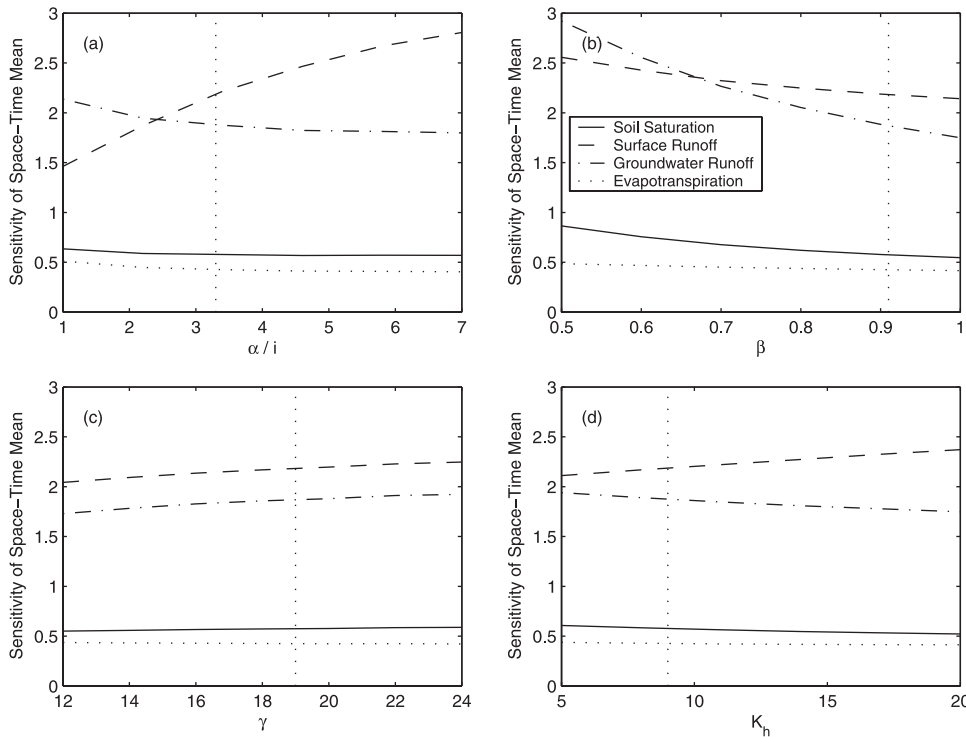 (a)
Sensitivity of Space-Time Mean
3
2.5
2
1.5
1
0.5
0
1 2 3 4 5 6 7
α / i
(b)
Sensitivity of Space-Time Mean
3
2.5
2
1.5
1
0.5
0
Soil Saturation
Surface Runoff
Groundwater Runoff
Evapotranspiration
0.5 0.6 0.7 0.8 0.9 1
β
(c)
Sensitivity of Space-Time Mean
3
2.5
2
1.5
1
0.5
0
12 14 16 18 20 22 24
γ
(d)
Sensitivity of Space-Time Mean
3
2.5
2
1.5
1
0.5
0
5 10 15 20
K_h